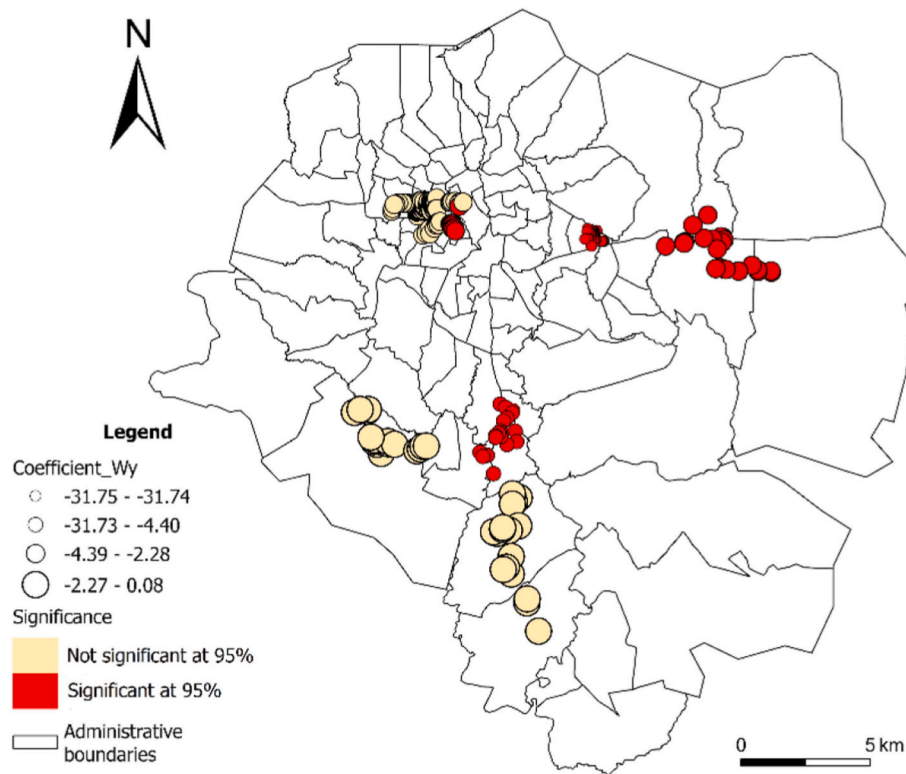 N
Legend
Coefficient_Wy
-31.75 - -31.74
-31.73 - -4.40
-4.39 - -2.28
-2.27 - 0.08
Significance
Not significant at 95%
Significant at 95%
Administrative
boundaries
0 5 km